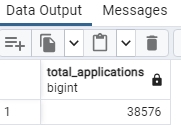 Data Output Messages
total_applications
bigint
1 38576